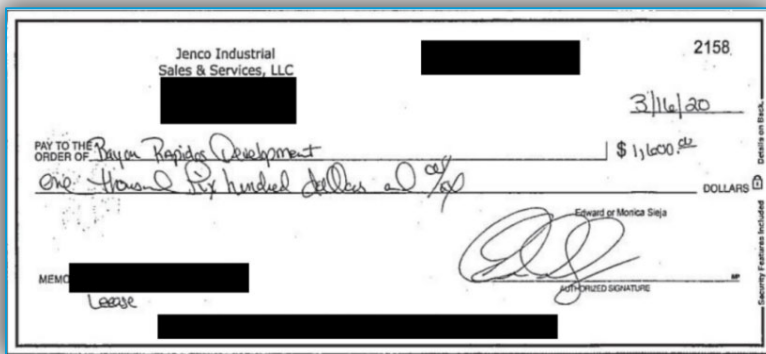 Jenco Industrial
Sales & Services, LLC
2158
3/16/20
PAY TO THE
ORDER OF Bayou Rapides Development $ 1,600.00
One Thousand Six hundred dollars and 00/ DOLLARS
Edward or Monica Sieja
MEMO
Lease
AUTHORIZED SIGNATURE
MP
Security Features Included Details on Back.